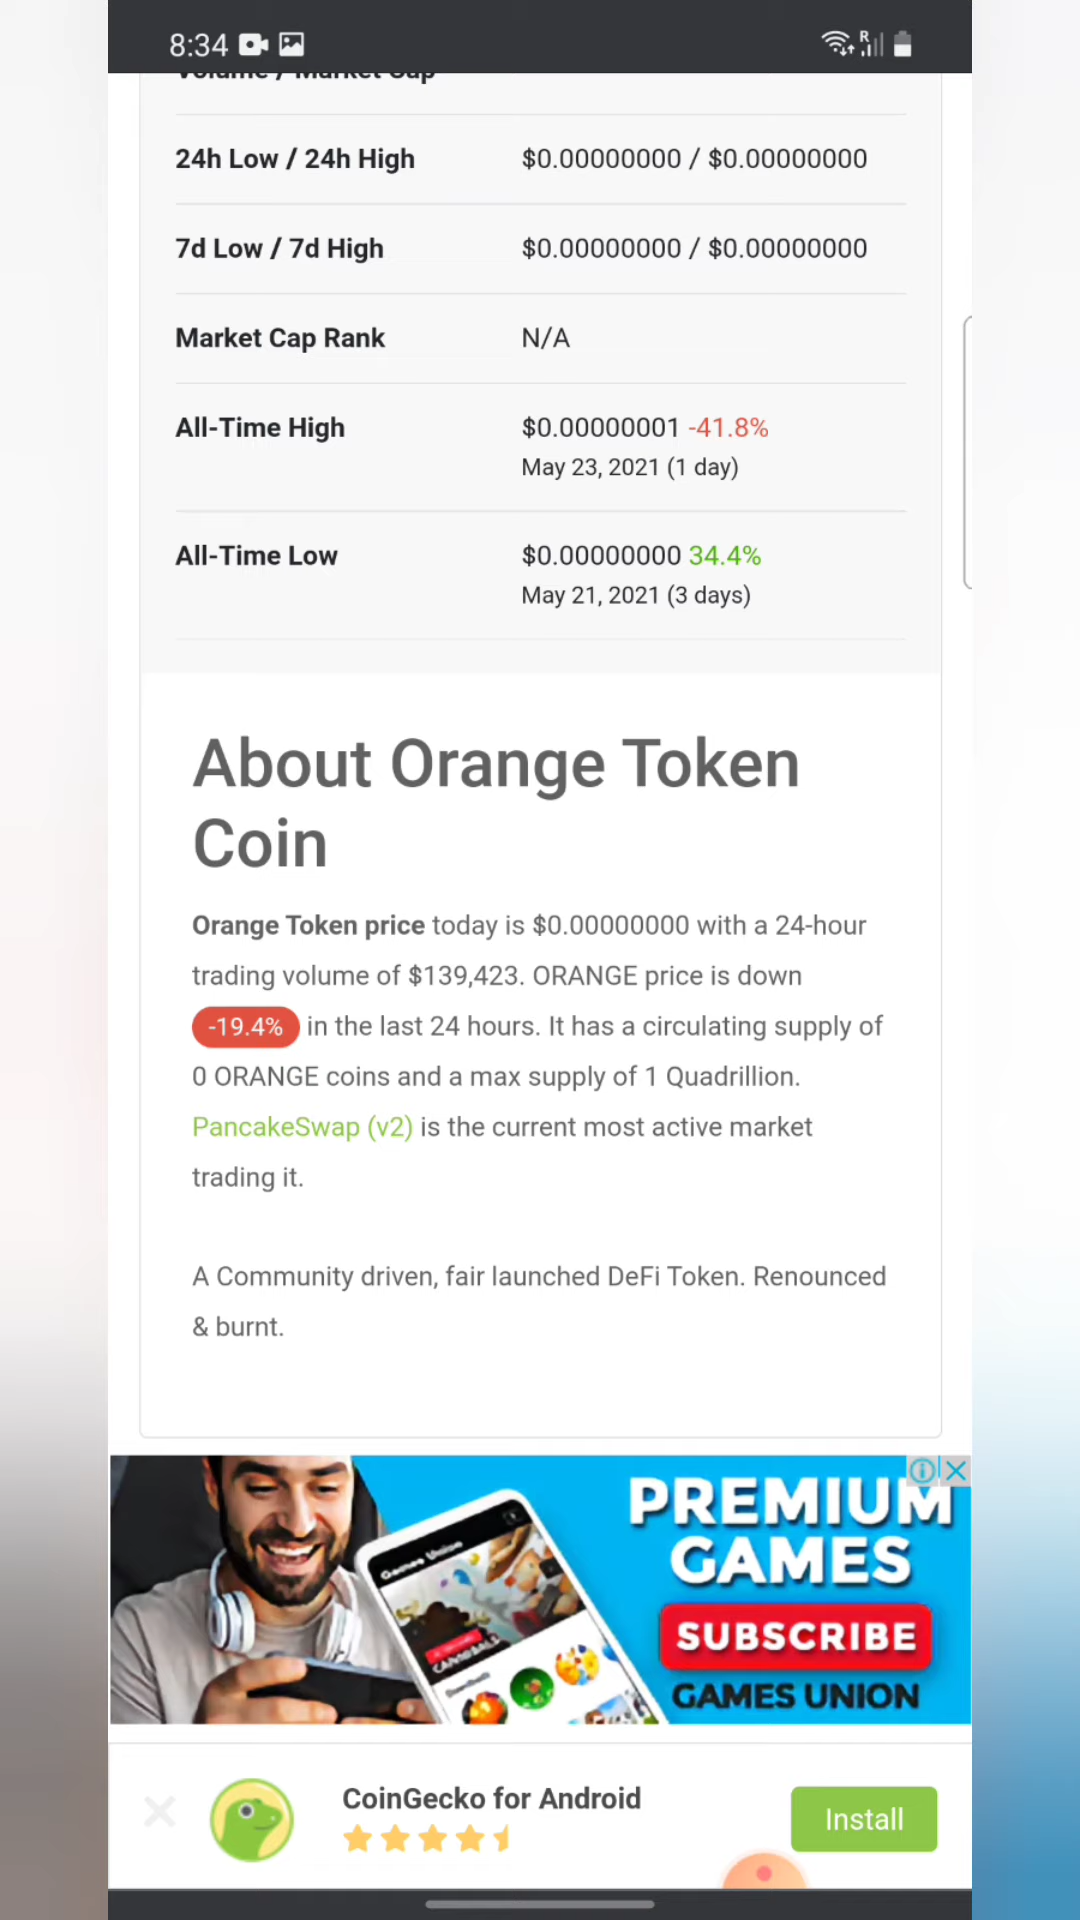 8:34
R
Volume / Market Cap
24h Low / 24h High $0.00000000 / $0.00000000
7d Low / 7d High $0.00000000 / $0.00000000
Market Cap Rank N/A
All-Time High $0.00000001 -41.8%
May 23, 2021 (1 day)
All-Time Low $0.00000000 34.4%
May 21, 2021 (3 days)
About Orange Token
Coin
Orange Token price today is $0.00000000 with a 24-hour
trading volume of $139,423. ORANGE price is down
-19.4% in the last 24 hours. It has a circulating supply of
0 ORANGE coins and a max supply of 1 Quadrillion.
PancakeSwap (v2) is the current most active market
trading it.
A Community driven, fair launched DeFi Token. Renounced
& burnt.
PREMIUM
GAMES
SUBSCRIBE
GAMES UNION
Games Union
CANNIBALS
CoinGecko for Android
Install